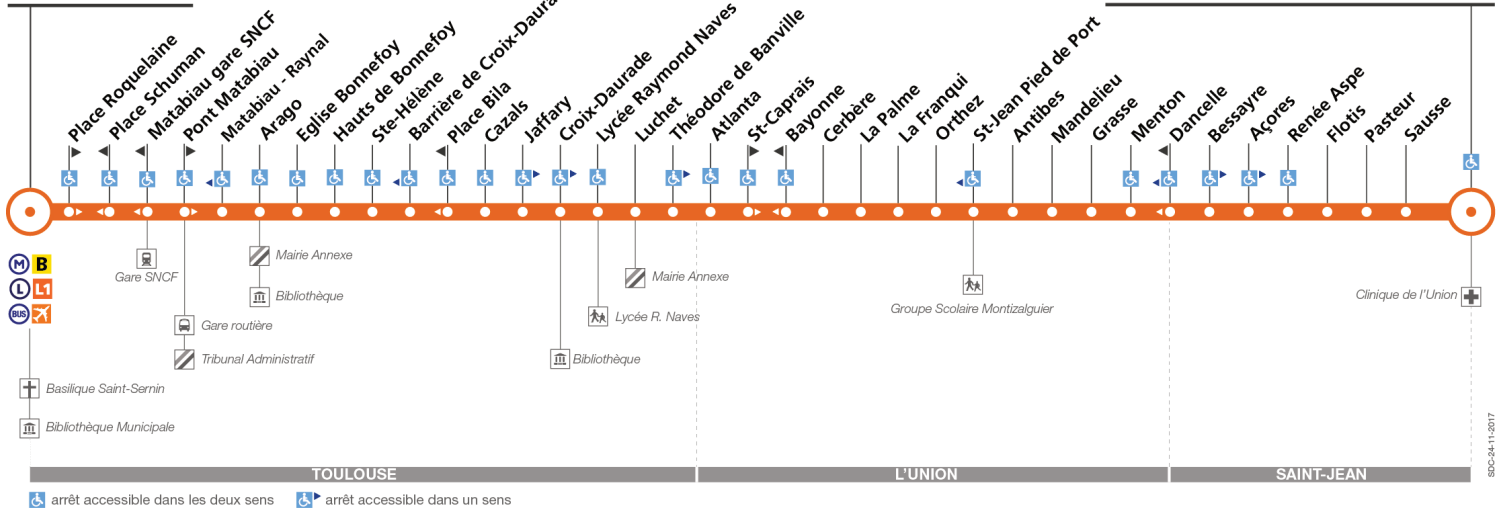 Place Roquelaine
Place Schuman
Matabiau gare SNCF
Pont Matabiau
Matabiau - Raynal
Arago
Eglise Bonnefoy
Hauts de Bonnefoy
Ste-Hélène
Barrière de Croix-Daura
Place Bila
Cazals
Jaffary
Croix-Daurade
Lycée Raymond Naves
Luchet
Théodore de Banville
Atlanta
St-Caprais
Bayonne
Cerbère
La Palme
La Franqui
Orthez
St-Jean Pied de Port
Antibes
Mandelieu
Grasse
Menton
Dancelle
Bessayre
Açores
Renée Aspe
Flotis
Pasteur
Sausse
M B
L L1
BUS
Gare SNCF
Mairie Annexe
Bibliothèque
Gare routière
Tribunal Administratif
Basilique Saint-Sernin
Bibliothèque Municipale
Mairie Annexe
Lycée R. Naves
Bibliothèque
Groupe Scolaire Montizalguier
Clinique de l'Union
TOULOUSE
L'UNION
SAINT-JEAN
arrêt accessible dans les deux sens
arrêt accessible dans un sens
SDC-24-11-2017